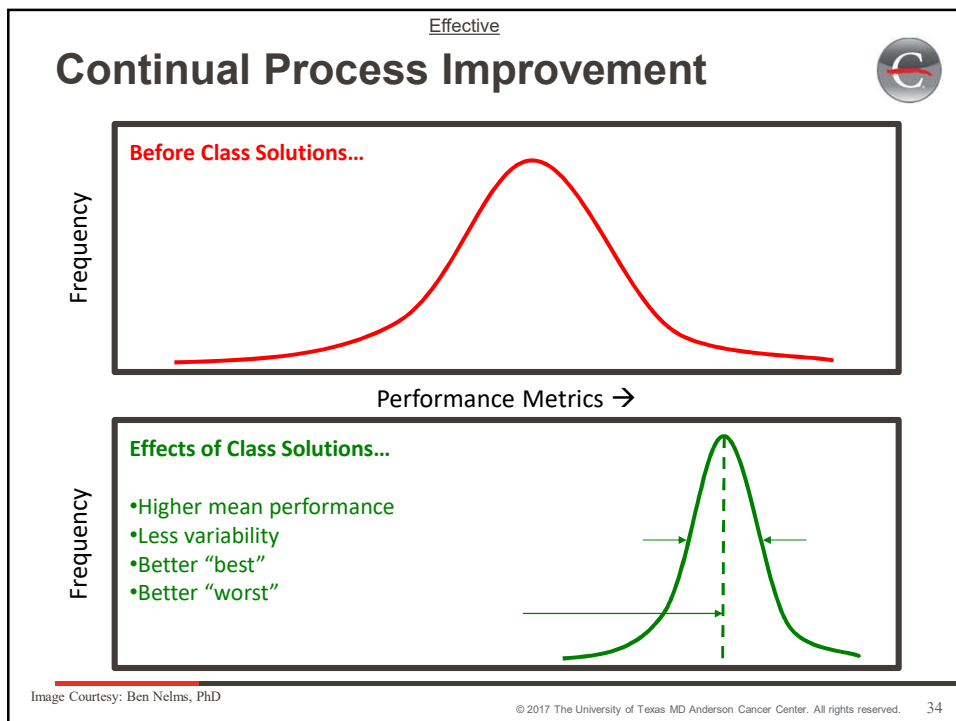 Effective
Continual Process Improvement
C
Before Class Solutions…
Frequency
Performance Metrics →
Effects of Class Solutions…
•Higher mean performance
•Less variability
•Better “best”
•Better “worst”
Frequency
Image Courtesy: Ben Nelms, PhD
© 2017 The University of Texas MD Anderson Cancer Center. All rights reserved. 34